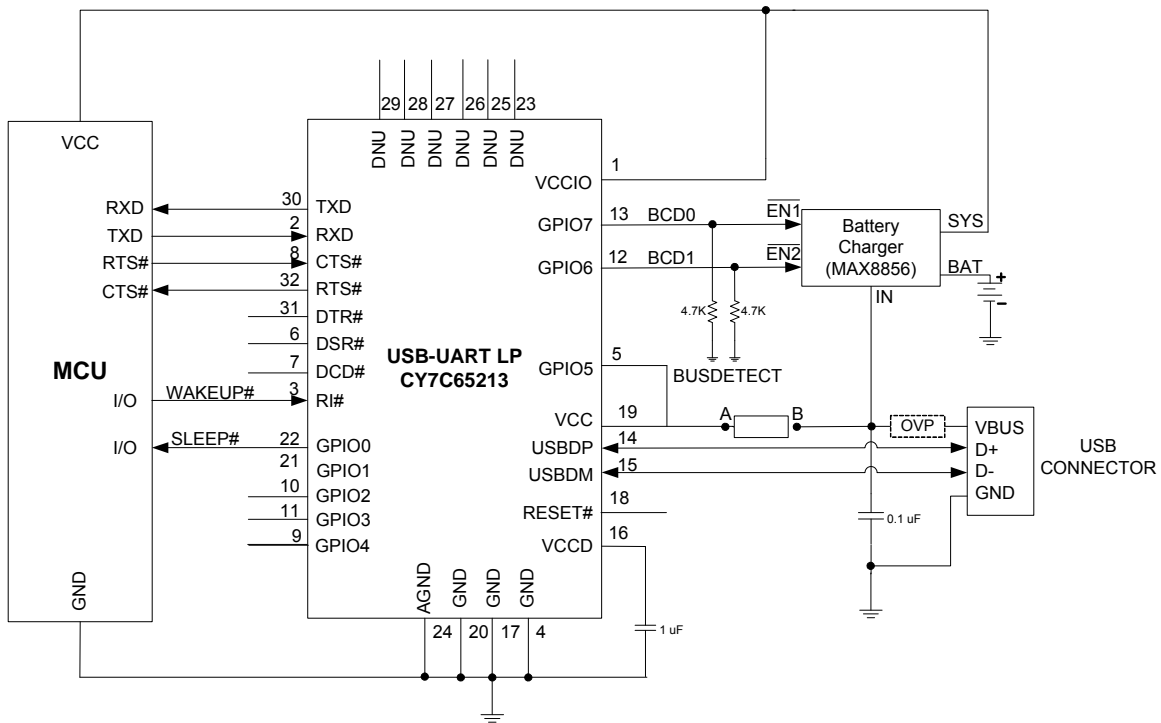 29 28 27 26 25 23
DNU DNU DNU DNU DNU DNU
VCC
RXD
TXD
RTS#
CTS#
MCU
I/O
WAKEUP#
I/O
SLEEP#
GND
30 TXD
2 RXD
8 CTS#
32 RTS#
31 DTR#
6 DSR#
7 DCD#
3 RI#
22 GPIO0
21 GPIO1
10 GPIO2
11 GPIO3
9 GPIO4
USB-UART LP
CY7C65213
VCCIO 1
GPIO7 13 BCD0
GPIO6 12 BCD1
GPIO5 5
VCC 19
USBDP 14
USBDM 15
RESET# 18
VCCD 16
AGND GND GND GND
24 20 17 4
1 uF
EN1
EN2
Battery
Charger
(MAX8856)
SYS
BAT
+
-
IN
4.7K 4.7K
BUSDETECT
A B
OVP
VBUS
D+
D-
GND
USB
CONNECTOR
0.1 uF